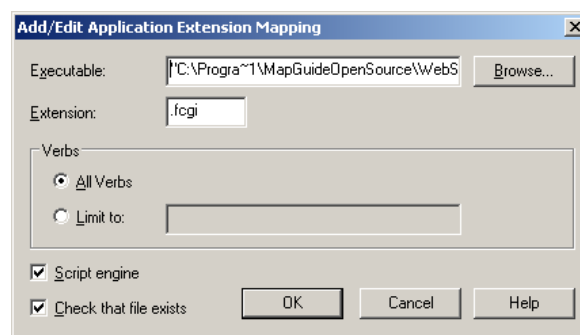 Add/Edit Application Extension Mapping
Executable: "C:\Progra~1\MapGuideOpenSource\WebS Browse...
Extension: .fcgi
Verbs
All Verbs
Limit to:
Script engine
Check that file exists OK Cancel Help